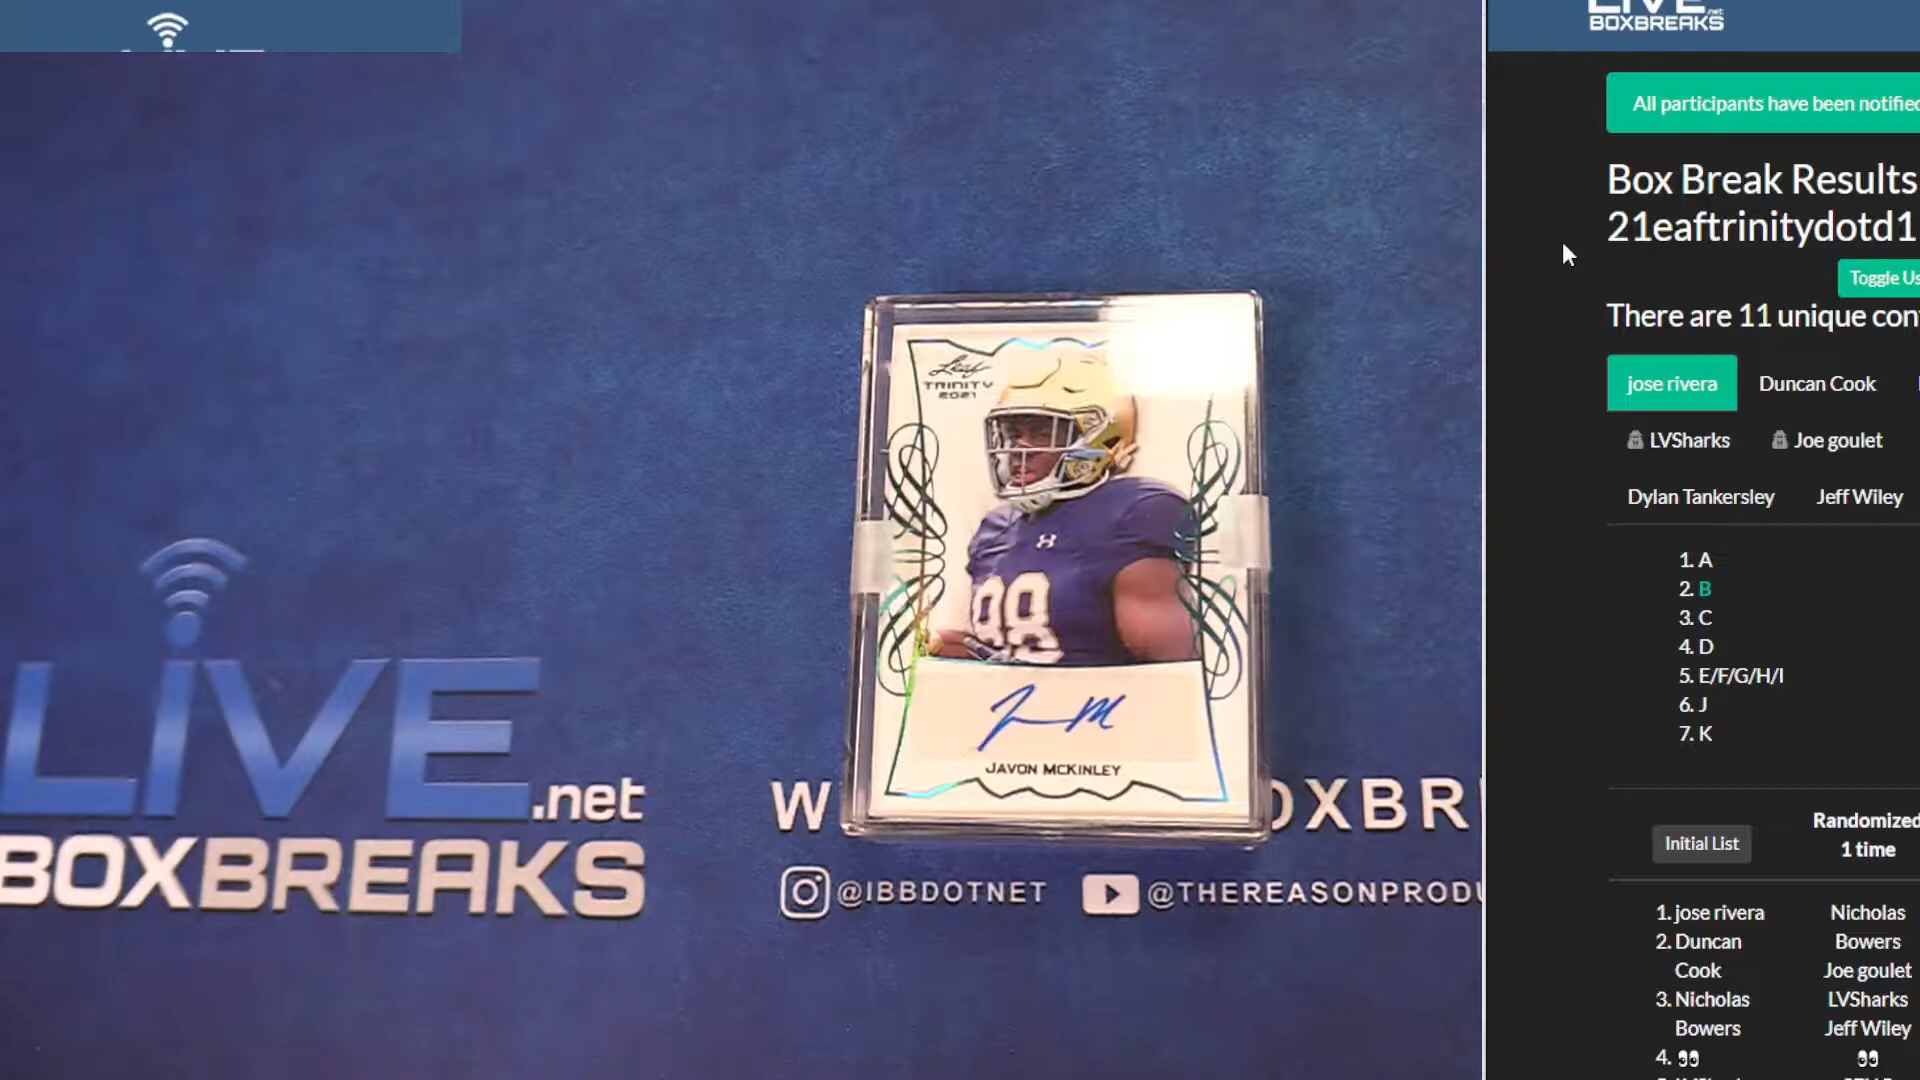 LIVE.net
BOXBREAKS
All participants have been notified
Box Break Results
21eaftrinitydotd1
Toggle Us
There are 11 unique con
jose rivera
Duncan Cook
LVSharks
Joe goulet
Dylan Tankersley
Jeff Wiley
1. A
2. B
3. C
4. D
5. E/F/G/H/I
6. J
7. K
Initial List
Randomized
1 time
1. jose rivera
2. Duncan
Cook
3. Nicholas
Bowers
4.
Nicholas
Bowers
Joe goulet
LVSharks
Jeff Wiley
Leaf
TRINITY
2021
88
JAVON MCKINLEY
LiVE.net
BOXBREAKS
W
OXBR
@IBBDOTNET
@THEREASONPRODU